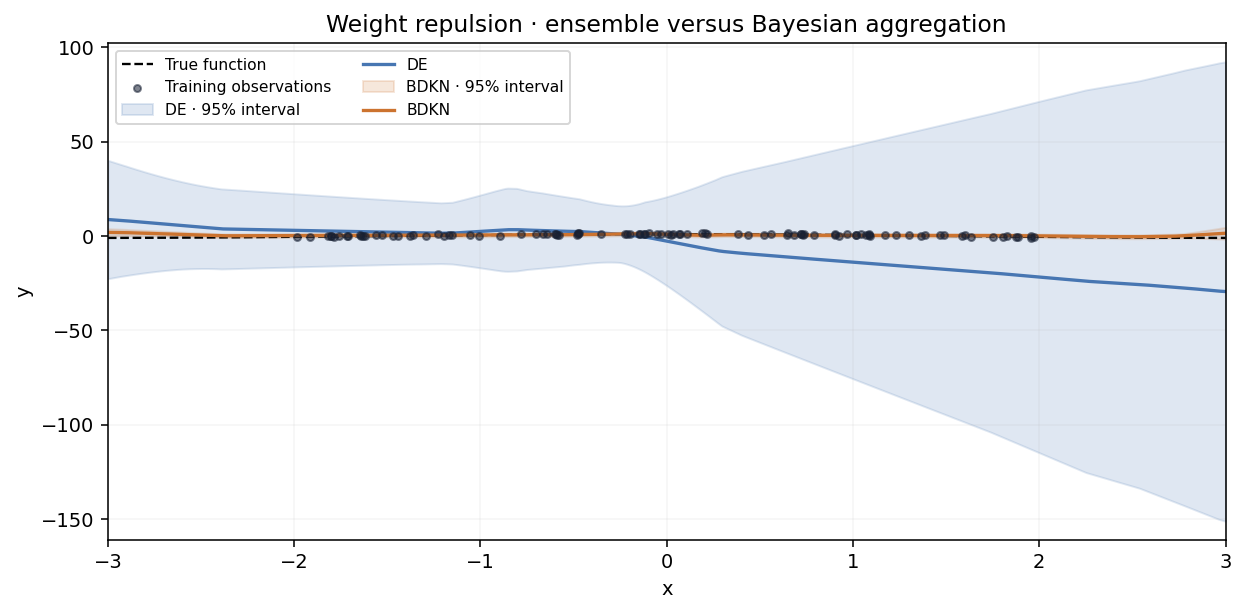 Weight repulsion · ensemble versus Bayesian aggregation
True function
Training observations
DE · 95% interval
DE
BDKN · 95% interval
BDKN
100
50
0
−50
−100
−150
y
−3
−2
−1
0
1
2
3
x